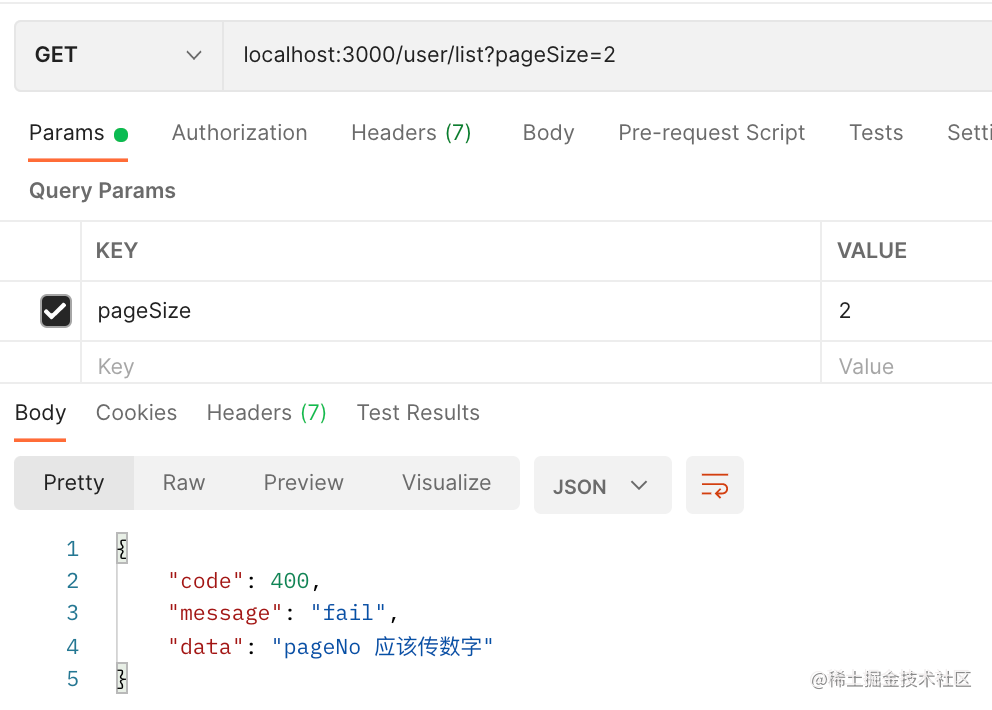 GET localhost:3000/user/list?pageSize=2
Params Authorization Headers (7) Body Pre-request Script Tests Setti
Query Params
KEY VALUE
pageSize 2
Key Value
Body Cookies Headers (7) Test Results
Pretty Raw Preview Visualize JSON
1 {
2 "code": 400,
3 "message": "fail",
4 "data": "pageNo 应该传数字"
5 }
@稀土掘金技术社区